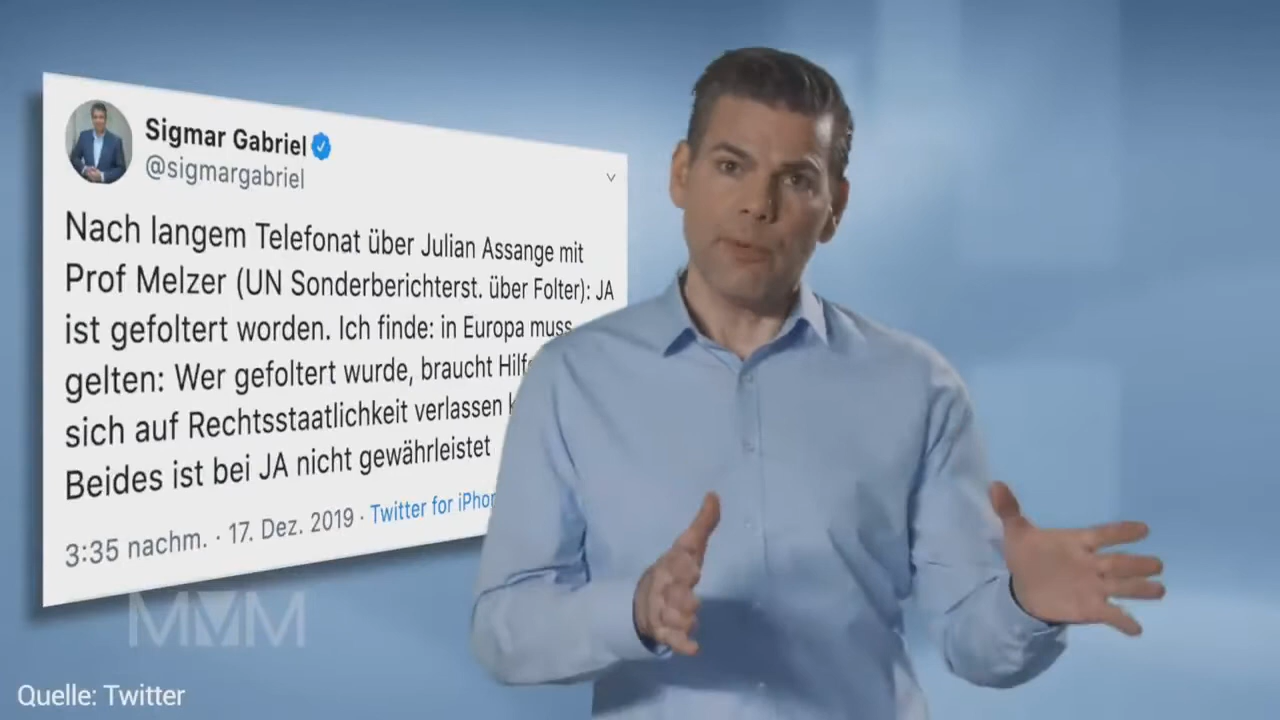 Sigmar Gabriel
@sigmargabriel
Nach langem Telefonat über Julian Assange mit
Prof Melzer (UN Sonderberichterst. über Folter): JA
ist gefoltert worden. Ich finde: in Europa muss
gelten: Wer gefoltert wurde, braucht
sich auf Rechtsstaatlichkeit verlassen
Beides ist bei JA nicht gewährleistet
3:35 nachm. · 17. Dez. 2019 · Twitter for
MMM
Quelle: Twitter